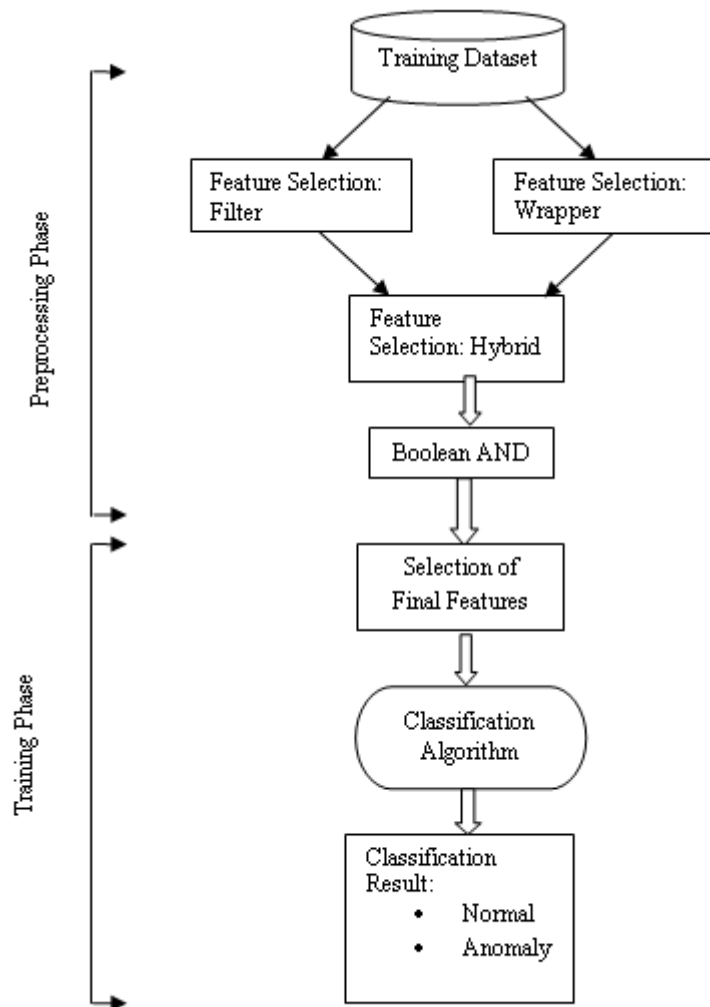 Training Dataset
Feature Selection:
Filter
Feature Selection:
Wrapper
Feature
Selection: Hybrid
Boolean AND
Preprocessing Phase
Selection of
Final Features
Classification
Algorithm
Classification
Result:
• Normal
• Anomaly
Training Phase